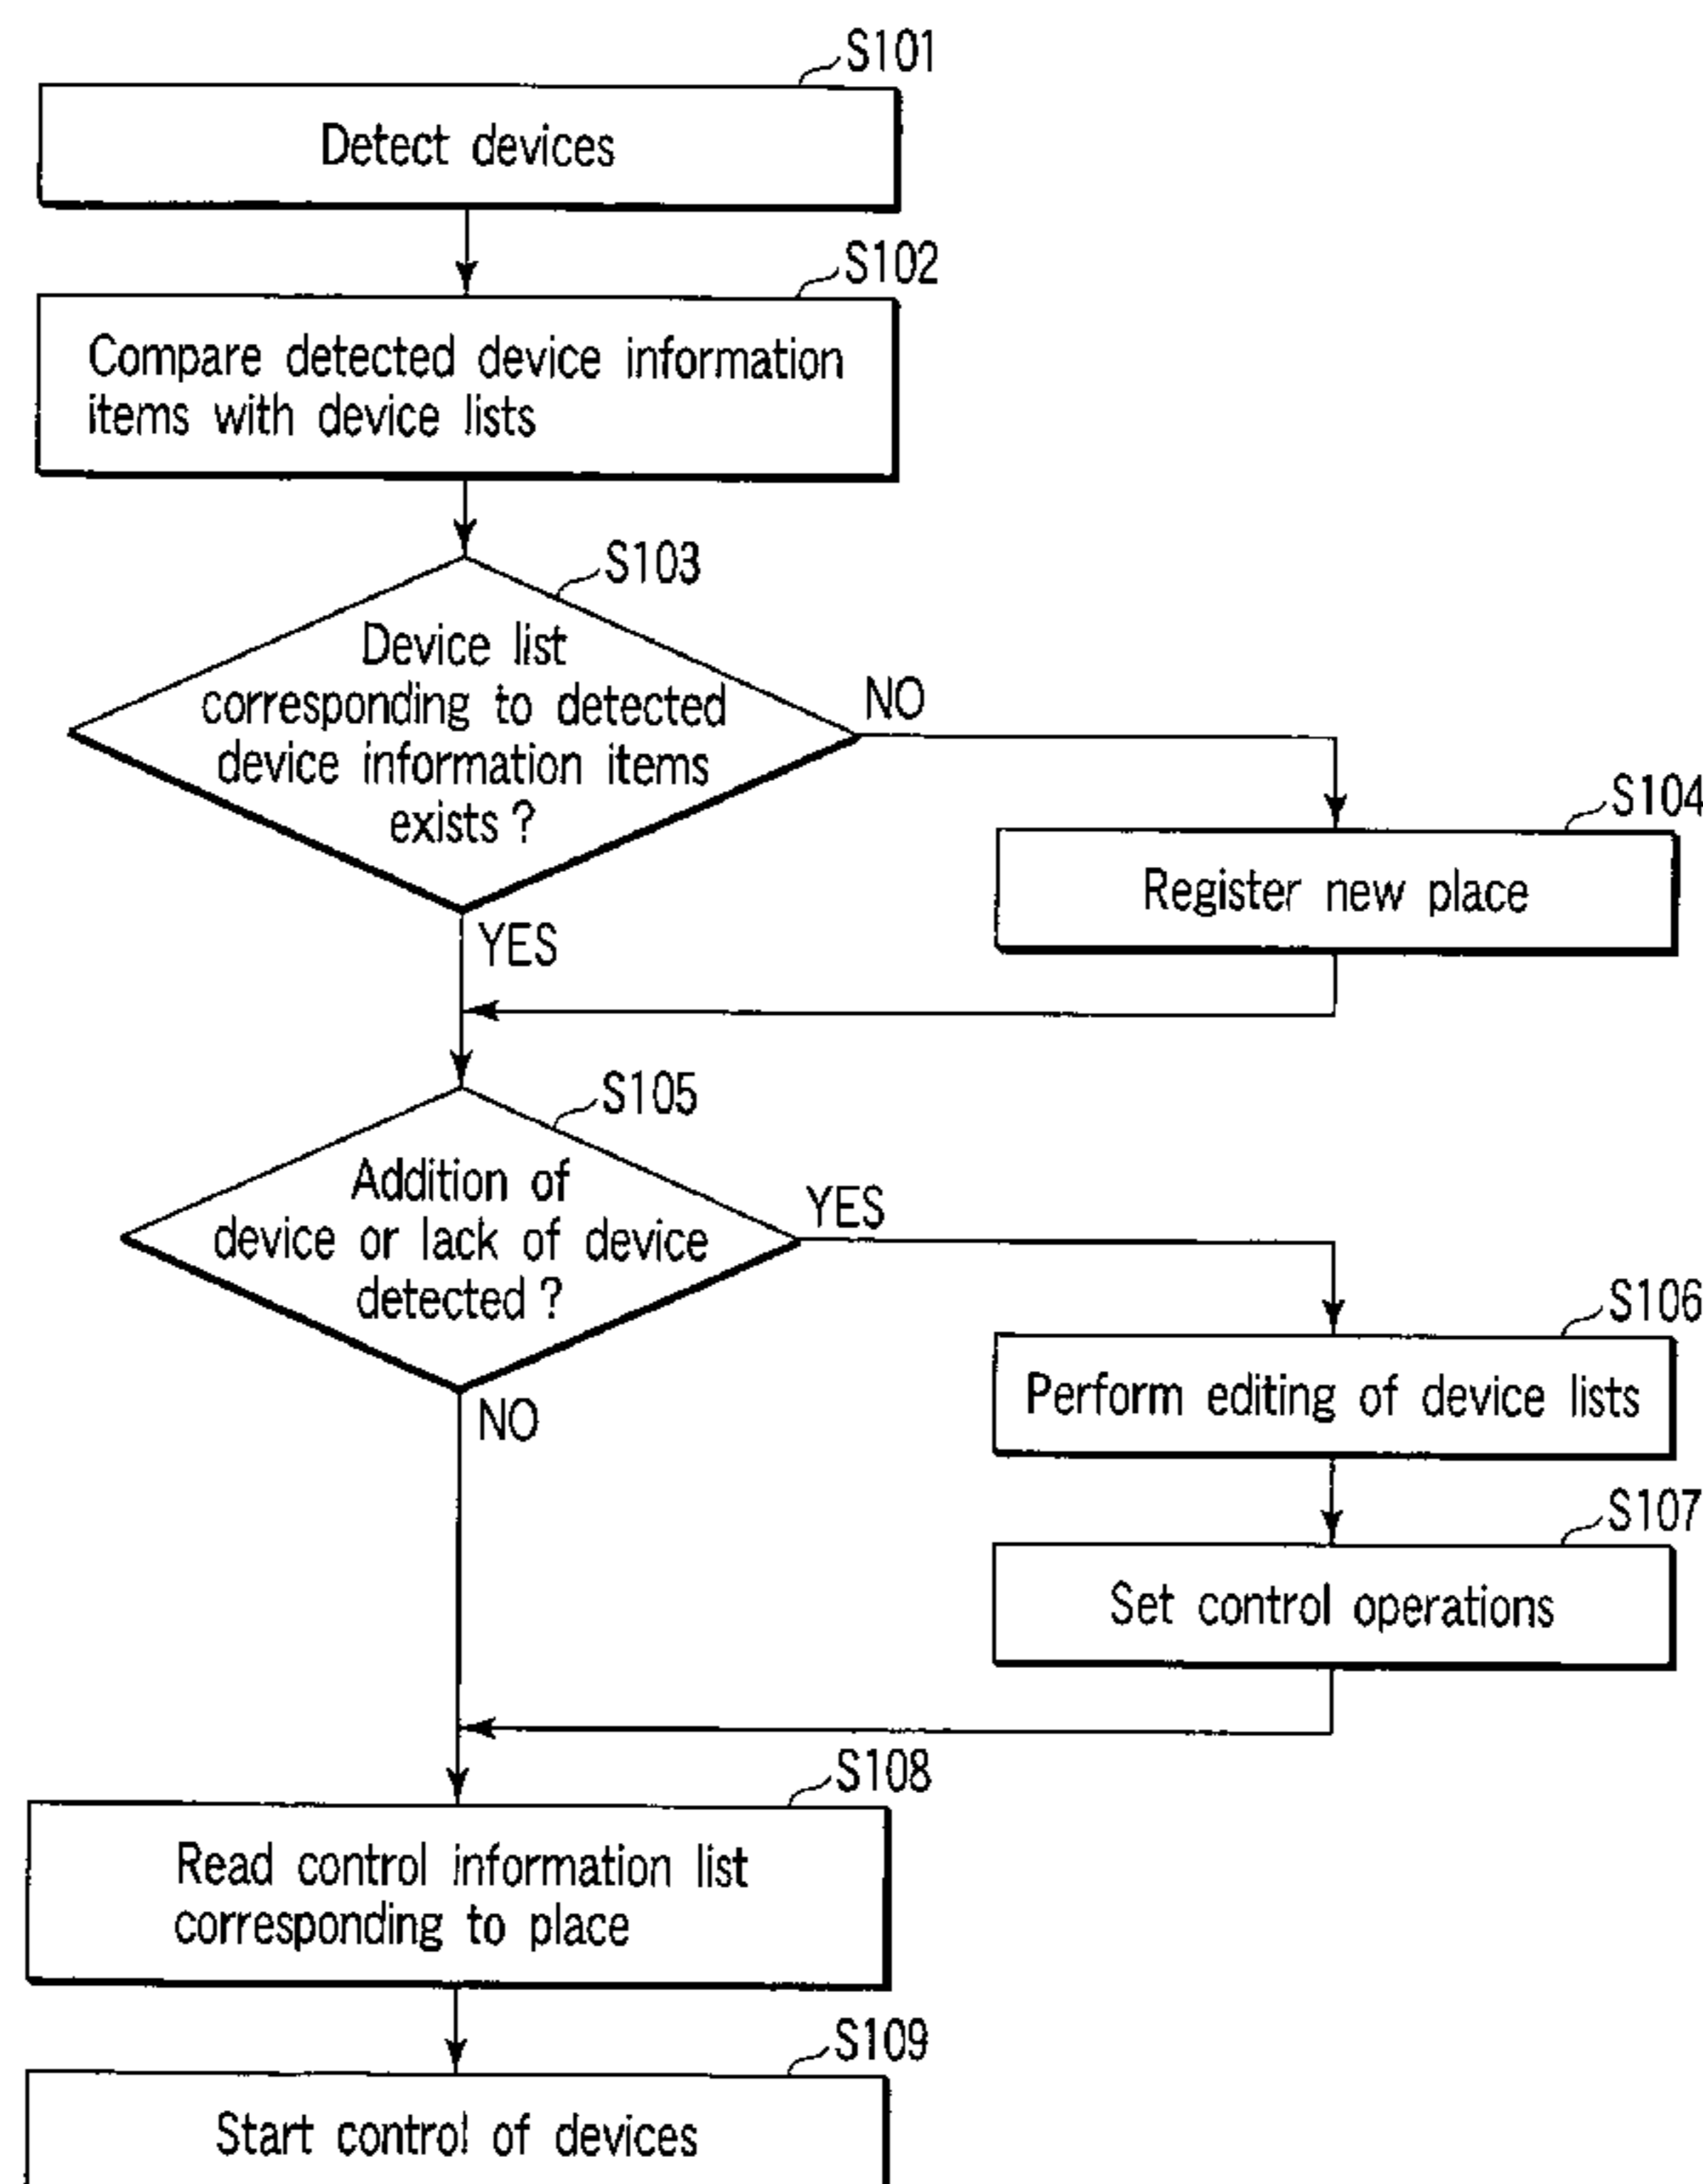 S101
Detect devices
S102
Compare detected device information
items with device lists
S103
Device list
corresponding to detected
device information items
exists ?
NO
S104
Register new place
YES
S105
Addition of
device or lack of device
detected ?
YES
S106
Perform editing of device lists
NO
S107
Set control operations
S108
Read control information list
corresponding to place
S109
Start control of devices